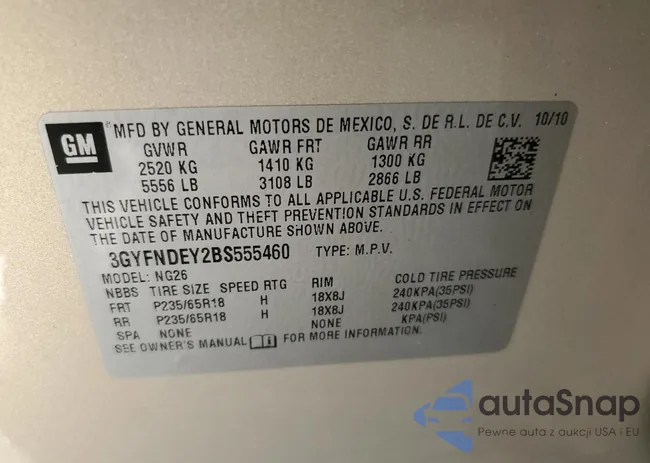 GM
MFD BY GENERAL MOTORS DE MEXICO, S. DE R.L. DE C.V. 10/10
GVWR GAWR FRT GAWR RR
2520 KG 1410 KG 1300 KG
5556 LB 3108 LB 2866 LB
THIS VEHICLE CONFORMS TO ALL APPLICABLE U.S. FEDERAL MOTOR
VEHICLE SAFETY AND THEFT PREVENTION STANDARDS IN EFFECT ON
THE DATE OF MANUFACTURE SHOWN ABOVE.
3GYFNDEY2BS555460 TYPE: M.P.V.
MODEL: NG26
NBBS TIRE SIZE SPEED RTG RIM COLD TIRE PRESSURE
FRT P235/65R18 H 18X8J 240KPA(35PSI)
RR P235/65R18 H 18X8J 240KPA(35PSI)
SPA NONE NONE KPA(PSI)
SEE OWNER'S MANUAL FOR MORE INFORMATION.
autaSnap
Pewne auta z aukcji USA i EU